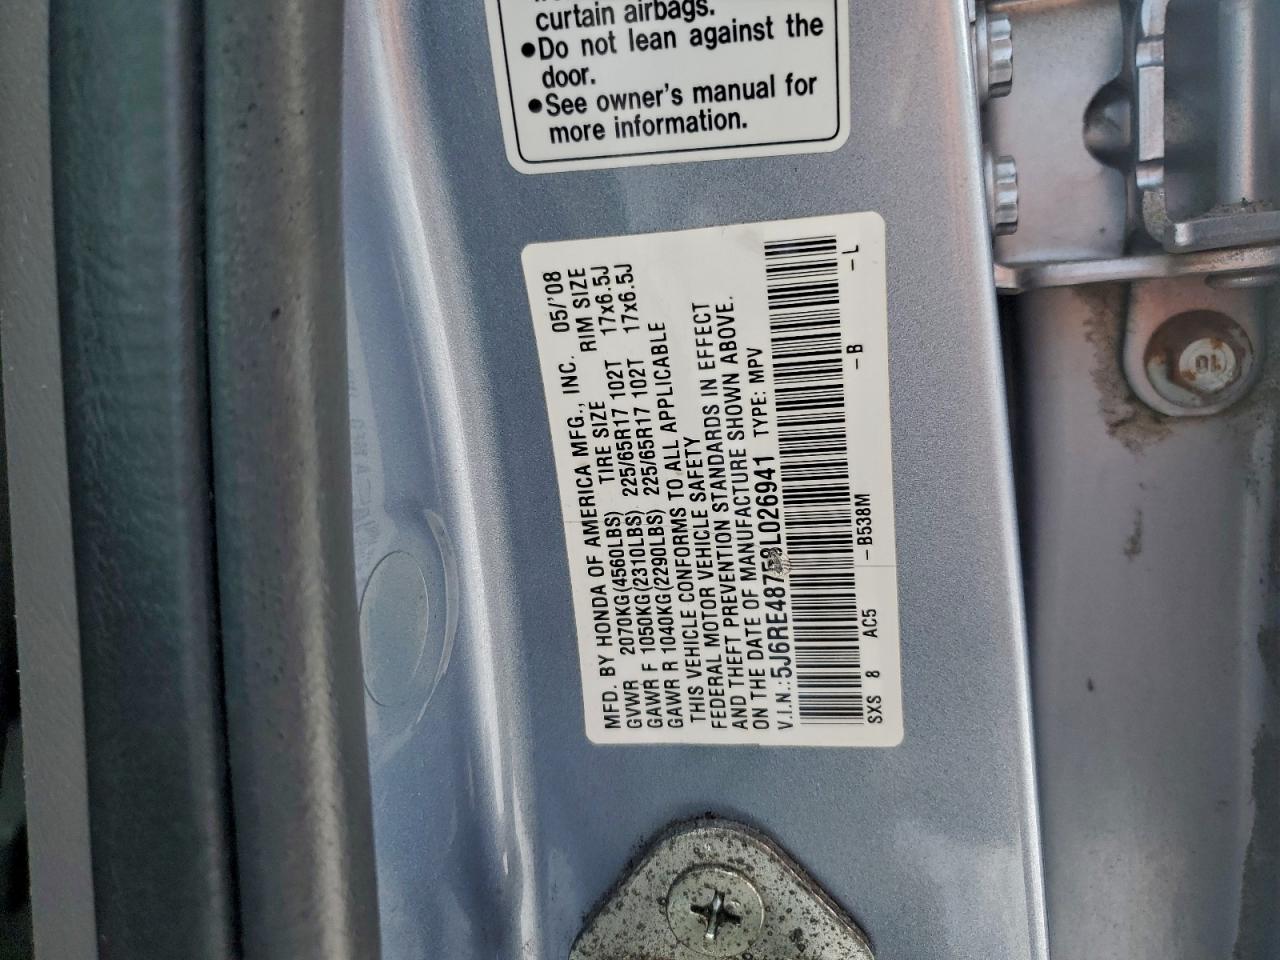 curtain airbags.
●Do not lean against the
door.
●See owner's manual for
more information.
MFD. BY HONDA OF AMERICA MFG., INC. 05/'08
GVWR 2070KG(4560LBS) TIRE SIZE RIM SIZE
GAWR F 1050KG(2310LBS) 225/65R17 102T 17x6.5J
GAWR R 1040KG(2290LBS) 225/65R17 102T 17x6.5J
THIS VEHICLE CONFORMS TO ALL APPLICABLE
FEDERAL MOTOR VEHICLE SAFETY
AND THEFT PREVENTION STANDARDS IN EFFECT
ON THE DATE OF MANUFACTURE SHOWN ABOVE.
V.I.N.:5J6RE48758L026941 TYPE: MPV
SXS 8 AC5 -B538M -B -L
10